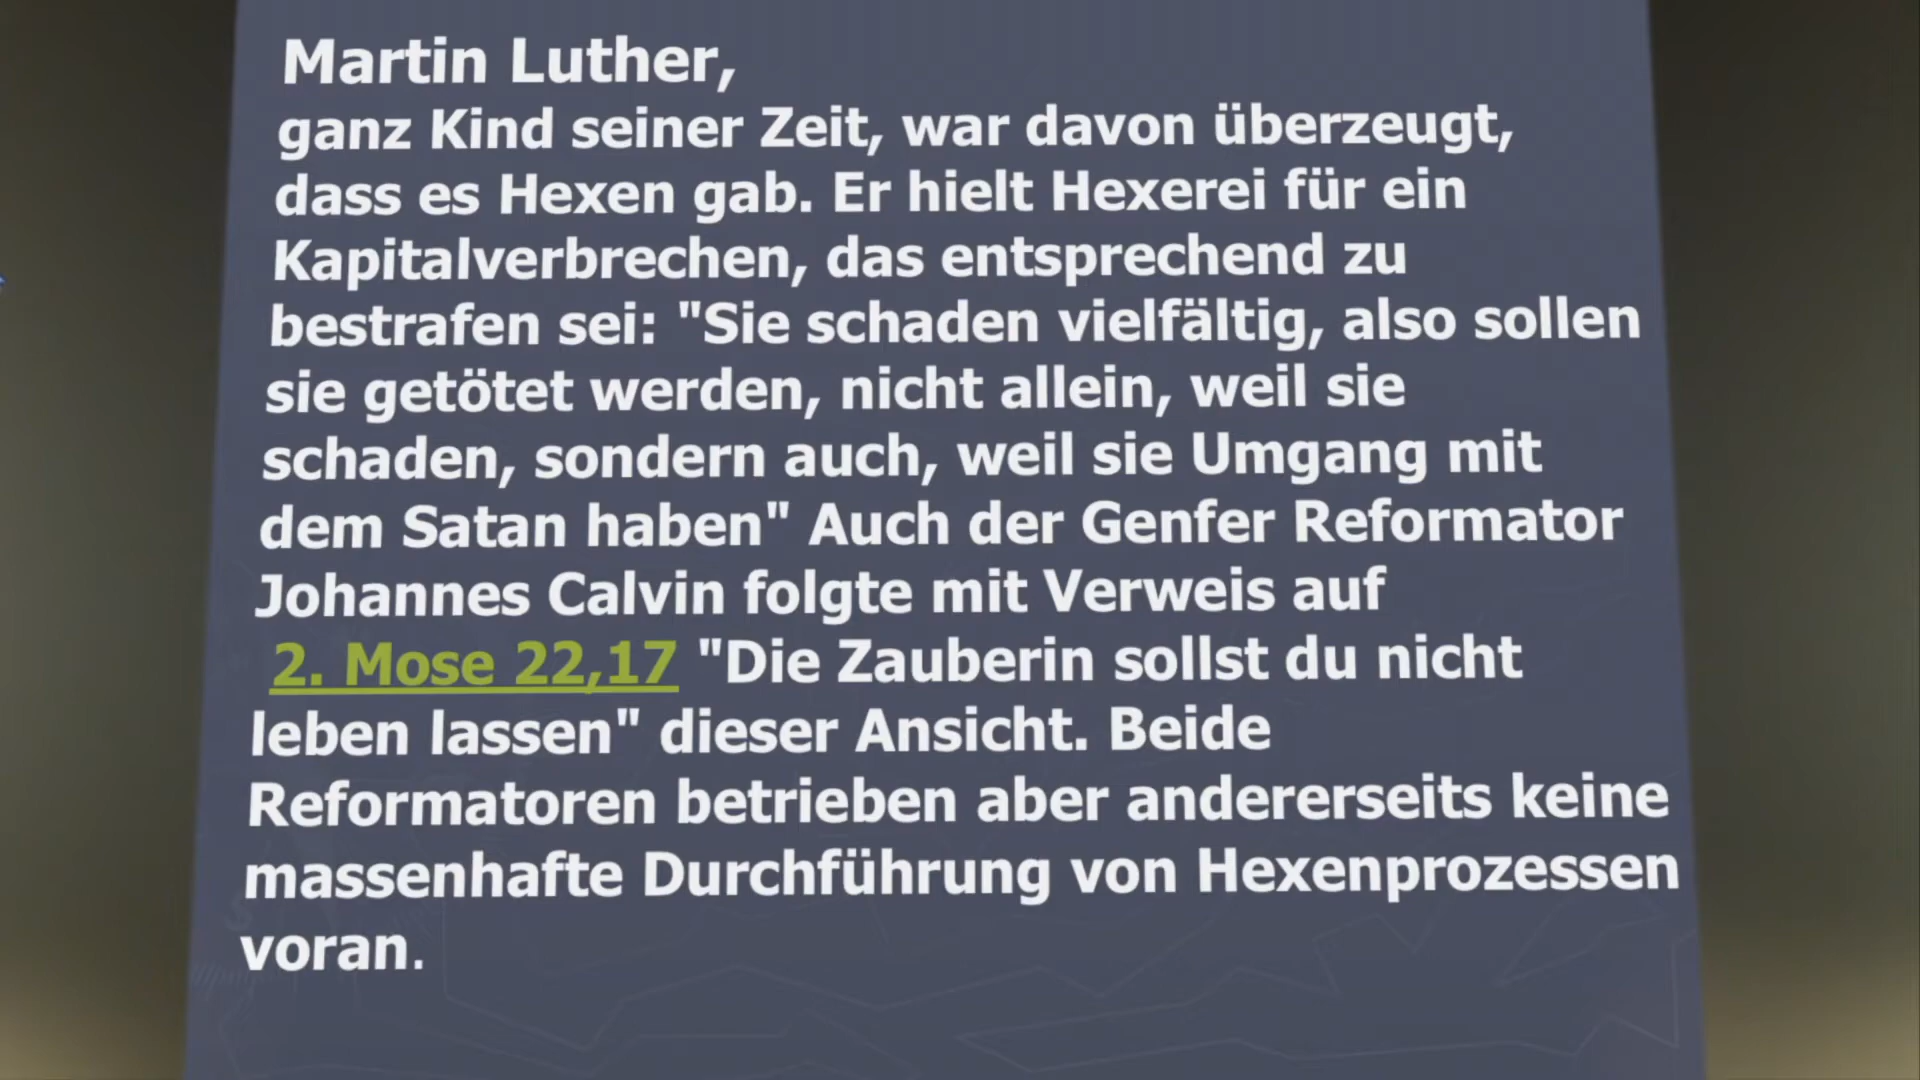 Martin Luther,
ganz Kind seiner Zeit, war davon überzeugt,
dass es Hexen gab. Er hielt Hexerei für ein
Kapitalverbrechen, das entsprechend zu
bestrafen sei: "Sie schaden vielfältig, also sollen
sie getötet werden, nicht allein, weil sie
schaden, sondern auch, weil sie Umgang mit
dem Satan haben" Auch der Genfer Reformator
Johannes Calvin folgte mit Verweis auf
2. Mose 22,17 "Die Zauberin sollst du nicht
leben lassen" dieser Ansicht. Beide
Reformatoren betrieben aber andererseits keine
massenhafte Durchführung von Hexenprozessen
voran.